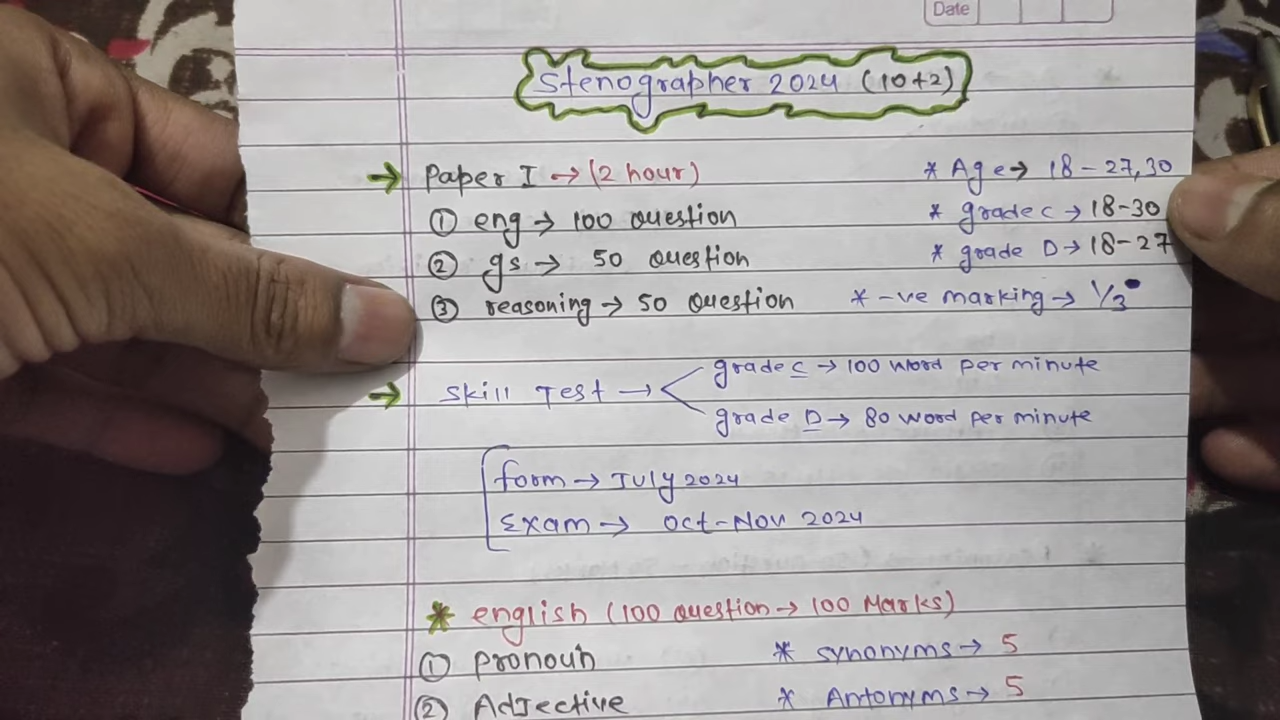 Date
Stenographer 2024 (10+2)
→ Paper I → (2 hour)
* Age → 18 - 27,30
① eng → 100 question
* grade c → 18-30
② gs → 50 question
* grade D → 18-27
③ reasoning → 50 question
* -ve marking → 1/3
→ Skill Test →
grade c → 100 word per minute
grade D → 80 word per minute
form → July 2024
Exam → Oct-Nov 2024
* english (100 question → 100 Marks)
① pronoun
* synonyms → 5
② Adjective
* Antonyms → 5